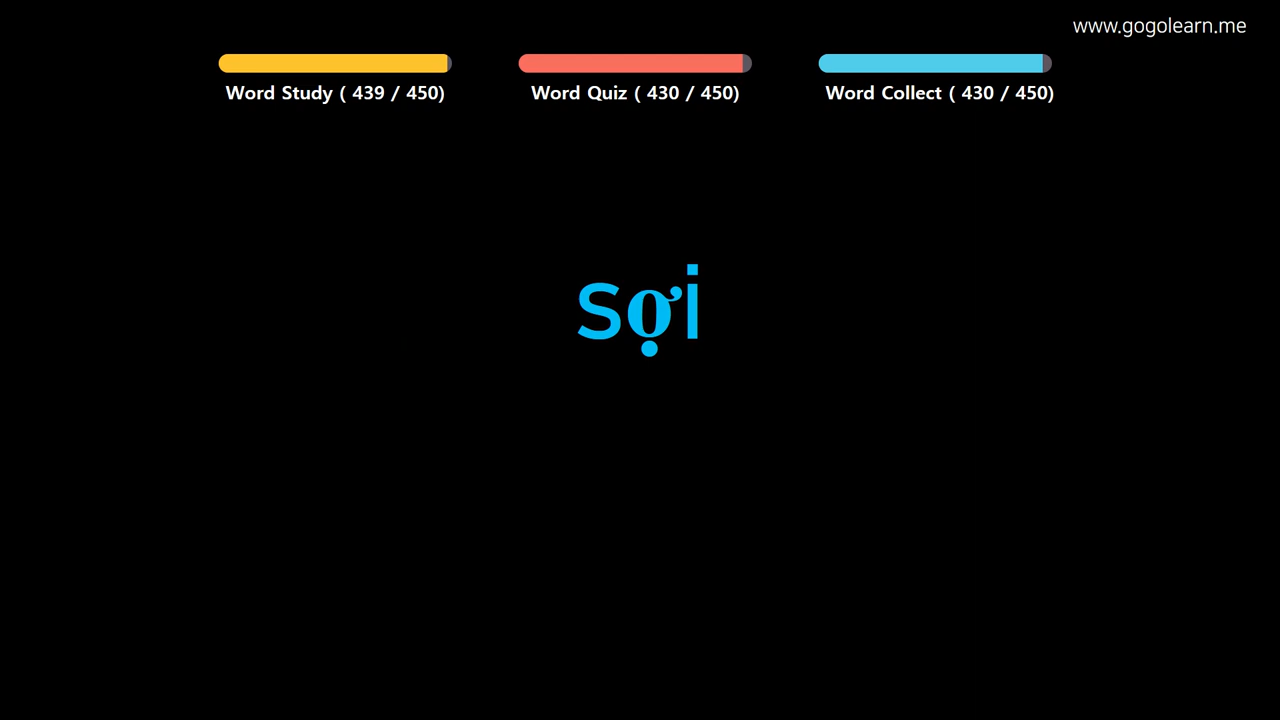 www.gogolearn.me
Word Study ( 439 / 450)
Word Quiz ( 430 / 450)
Word Collect ( 430 / 450)
sợi